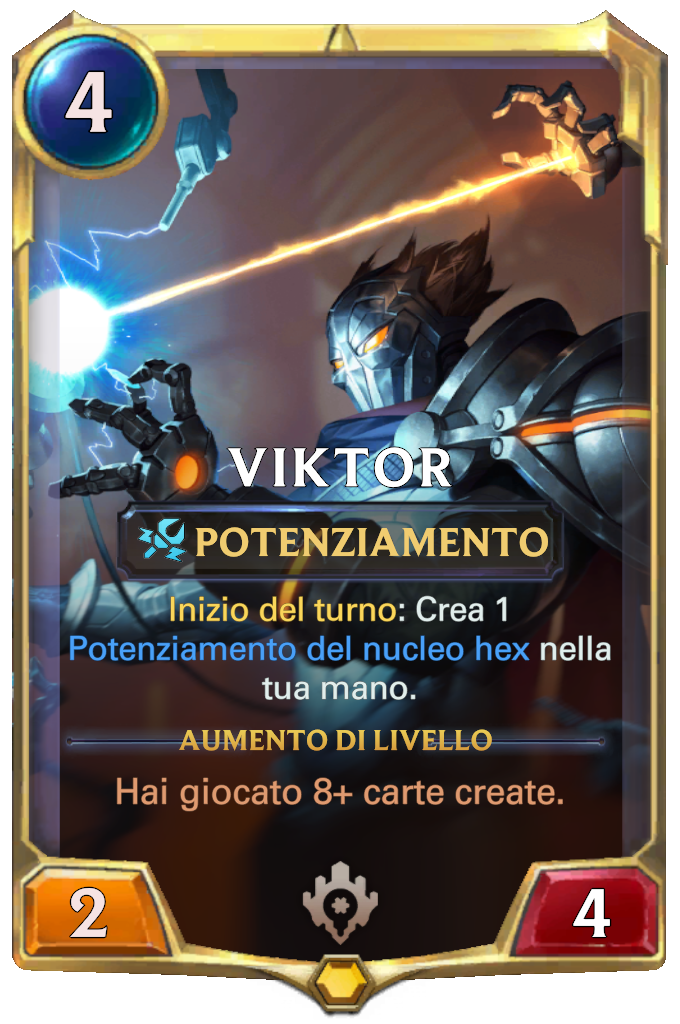 4
VIKTOR
POTENZIAMENTO
Inizio del turno: Crea 1
Potenziamento del nucleo hex nella
tua mano.
AUMENTO DI LIVELLO
Hai giocato 8+ carte create.
2
4